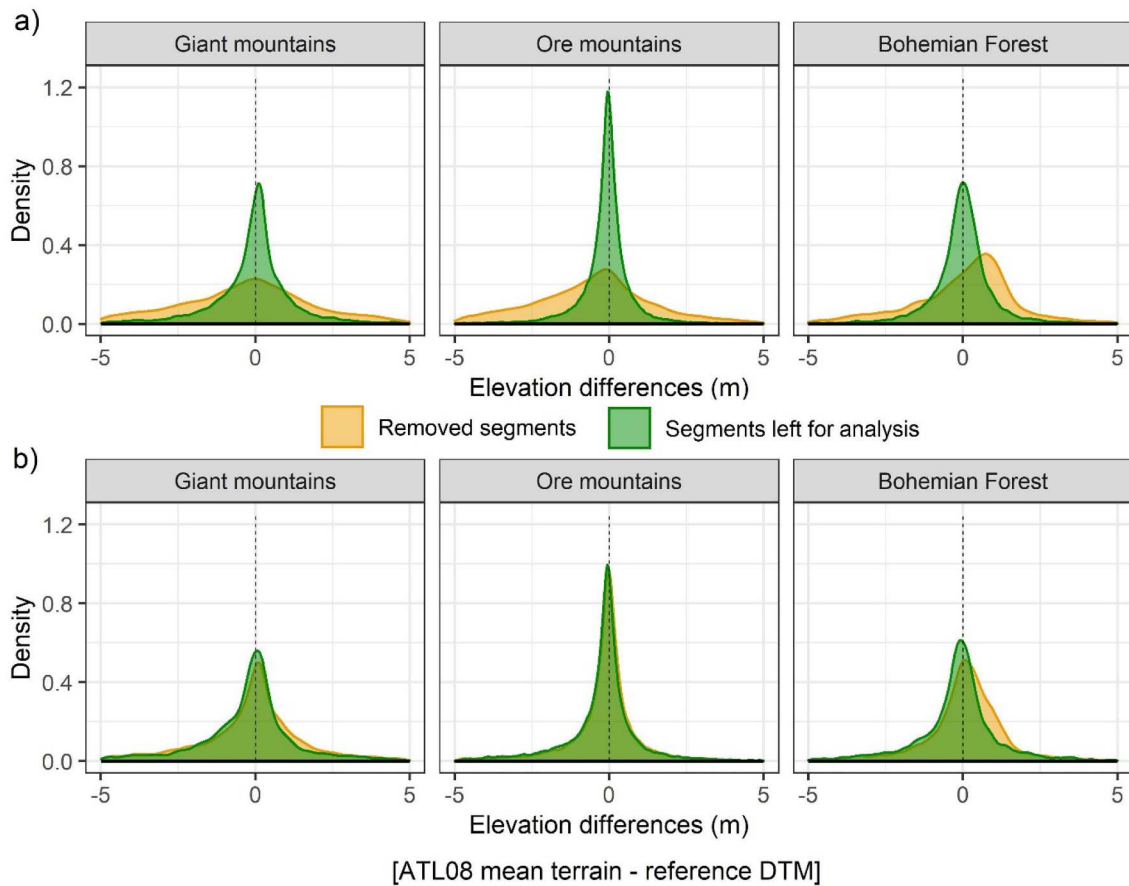 a)
Giant mountains Ore mountains Bohemian Forest
1.2
0.8
0.4
0.0
Density
-5 0 5 -5 0 5 -5 0 5
Elevation differences (m)
Removed segments Segments left for analysis
b)
Giant mountains Ore mountains Bohemian Forest
1.2
0.8
0.4
0.0
Density
-5 0 5 -5 0 5 -5 0 5
Elevation differences (m)
[ATL08 mean terrain - reference DTM]